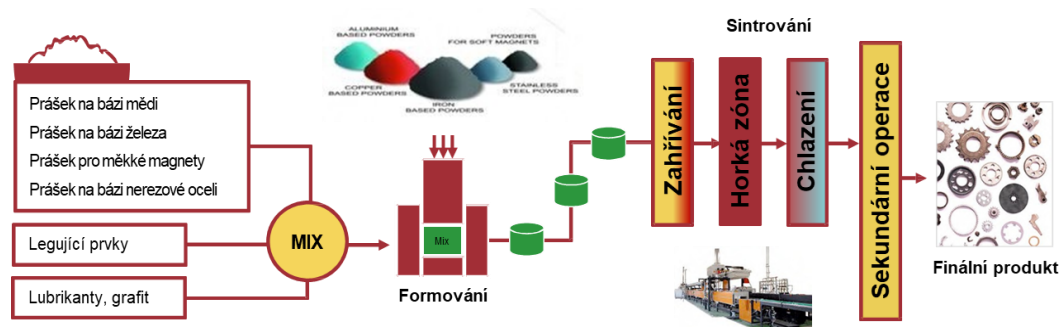 Prášek na bázi mědi
Prášek na bázi železa
Prášek pro měkké magnety
Prášek na bázi nerezové oceli
Legující prvky
Lubrikanty, grafit
MIX
ALUMINIUM
BASED POWDERS
POWDERS
FOR SOFT MAGNETS
COPPER
BASED POWDERS
IRON
BASED POWDERS
STAINLESS
STEEL POWDERS
Mix
Formování
Sintrování
Zahřívání
Horká zóna
Chlazení
Sekundární operace
Finální produkt